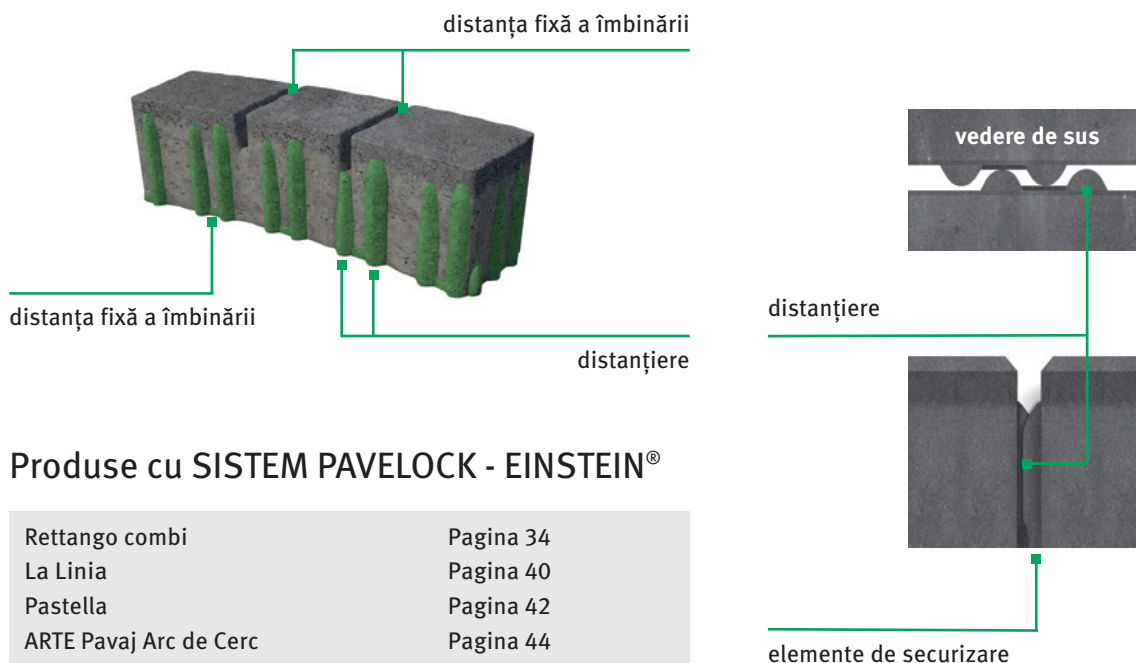 distanța fixă a îmbinării
distanța fixă a îmbinării
distanțiere
Produse cu SISTEM PAVELOCK - EINSTEIN®
Rettango combi Pagina 34
La Linia Pagina 40
Pastella Pagina 42
ARTE Pavaj Arc de Cerc Pagina 44
vedere de sus
distanțiere
elemente de securizare